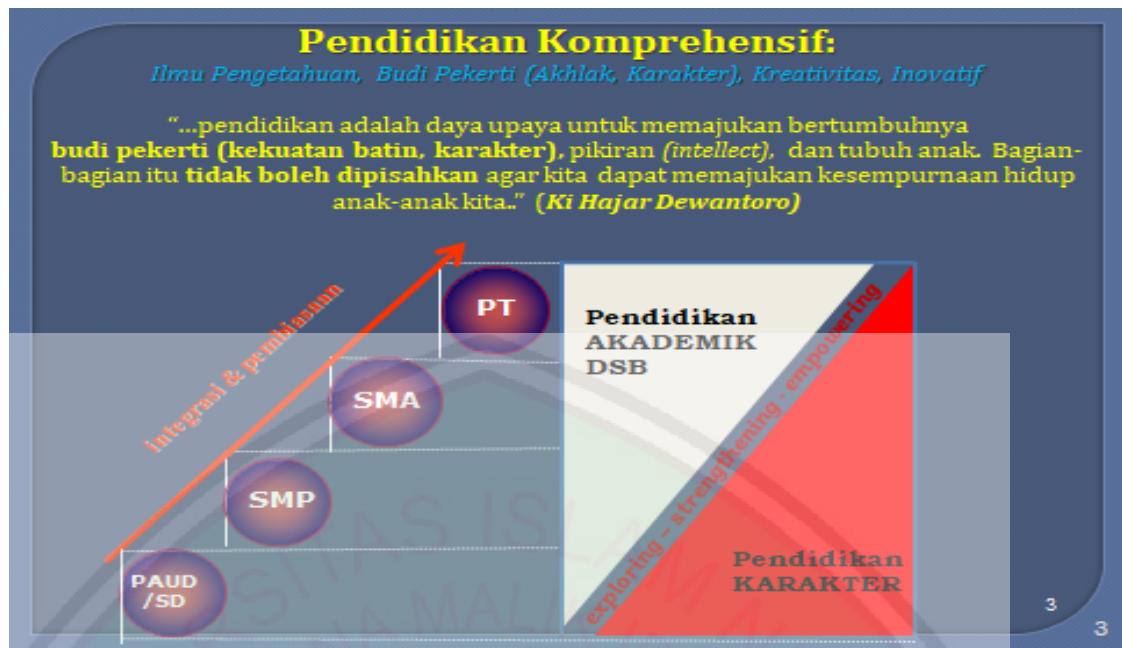 Pendidikan Komprehensif:
Ilmu Pengetahuan, Budi Pekerti (Akhlak, Karakter), Kreativitas, Inovatif
“...pendidikan adalah daya upaya untuk memajukan bertumbuhnya
budi pekerti (kekuatan batin, karakter), pikiran (intellect), dan tubuh anak. Bagian-
bagian itu tidak boleh dipisahkan agar kita dapat memajukan kesempurnaan hidup
anak-anak kita..” (Ki Hajar Dewantoro)
integrasi & pembiasaan
PT
SMA
SMP
PAUD
/SD
Pendidikan
AKADEMIK
DSB
exploring – strengthening - empowering
Pendidikan
KARAKTER
3
3